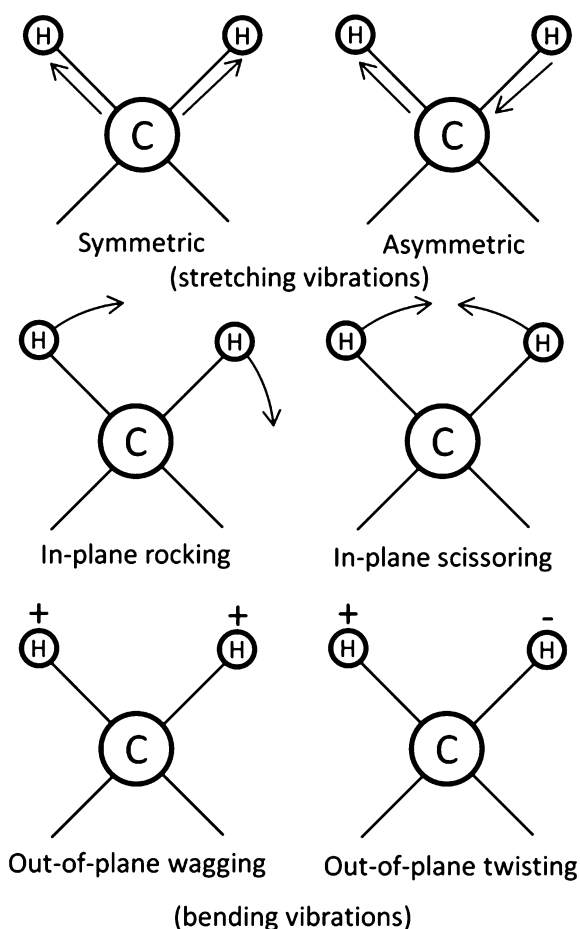 H H H H
C C
Symmetric Asymmetric
(stretching vibrations)
H H H H
C C
In-plane rocking In-plane scissoring
+ + + -
H H H H
C C
Out-of-plane wagging Out-of-plane twisting
(bending vibrations)